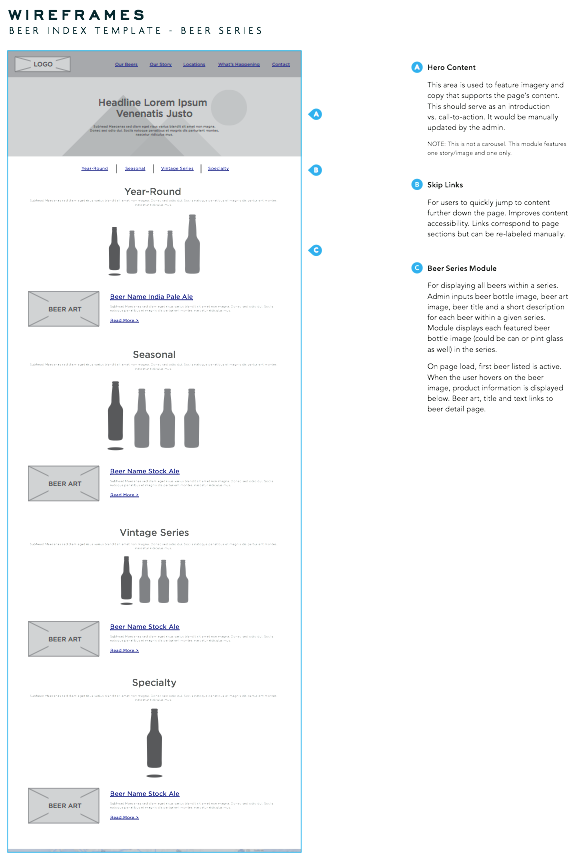 WIREFRAMES
BEER INDEX TEMPLATE - BEER SERIES
LOGO
Our Beers
Our Story
Locations
What's Happening
Contact
Headline Lorem Ipsum
Venenatis Justo
Year-Round
Seasonal
Vintage Series
Specialty
Year-Round
BEER ART
Beer Name India Pale Ale
Read More >
Seasonal
BEER ART
Beer Name Stock Ale
Read More >
Vintage Series
BEER ART
Beer Name Stock Ale
Read More >
Specialty
BEER ART
Beer Name Stock Ale
Read More >
A
B
C
A Hero Content
This area is used to feature imagery and
copy that supports the page's content.
This should serve as an introduction
vs. call-to-action. It would be manually
updated by the admin.
NOTE: This is not a carousel. This module features
one story/image and one only.
B Skip Links
For users to quickly jump to content
further down the page. Improves content
accessibility. Links correspond to page
sections but can be re-labeled manually.
C Beer Series Module
For displaying all beers within a series.
Admin inputs beer bottle image, beer art
image, beer title and a short description
for each beer within a given series.
Module displays each featured beer
bottle image (could be can or pint glass
as well) in the series.
On page load, first beer listed is active.
When the user hovers on the beer
image, product information is displayed
below. Beer art, title and text links to
beer detail page.